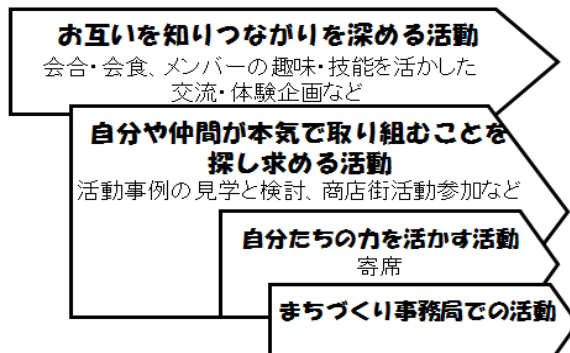 お互いを知りつながりを深める活動
会合・会食、メンバーの趣味・技能を活かした
交流・体験企画など
自分や仲間が本気で取り組むことを
探し求める活動
活動事例の見学と検討、商店街活動参加など
自分たちの力を活かす活動
寄席
まちづくり事務局での活動